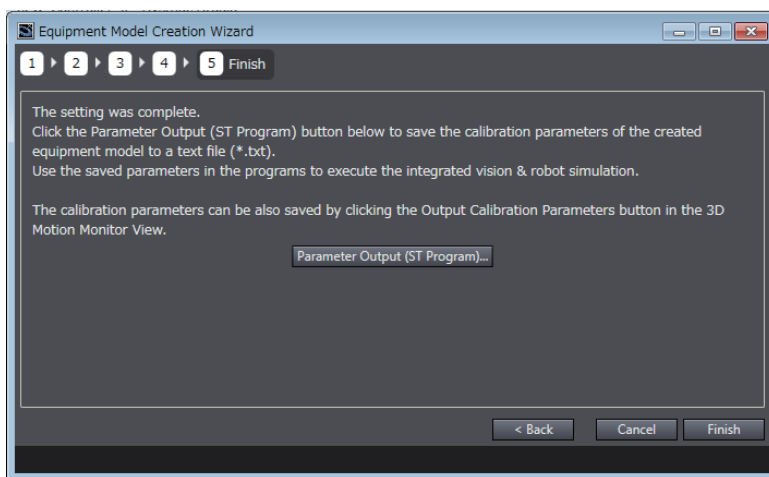 Equipment Model Creation Wizard
1 2 3 4 5 Finish
The setting was complete.
Click the Parameter Output (ST Program) button below to save the calibration parameters of the created
equipment model to a text file (*.txt).
Use the saved parameters in the programs to execute the integrated vision & robot simulation.
The calibration parameters can be also saved by clicking the Output Calibration Parameters button in the 3D
Motion Monitor View.
Parameter Output (ST Program)...
< Back Cancel Finish